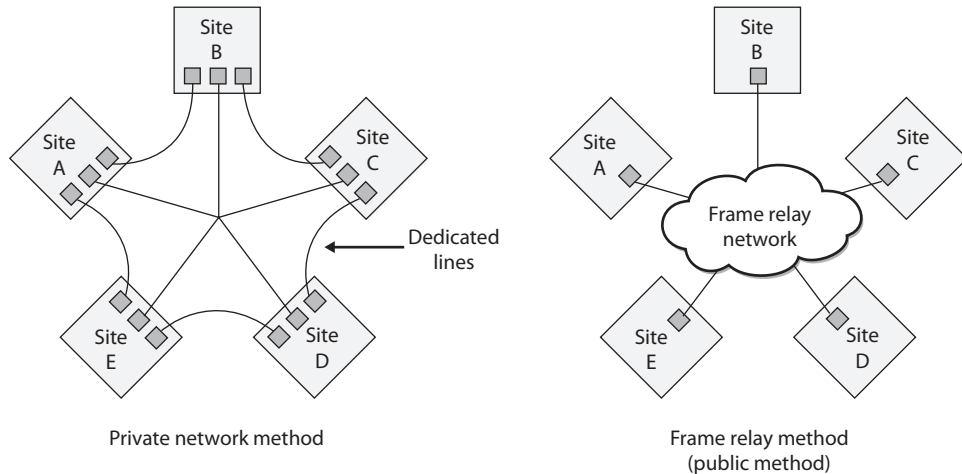 Site
B
Site
A
Site
C
Dedicated
lines
Site
E
Site
D
Private network method
Site
B
Site
A
Site
C
Frame relay
network
Site
E
Site
D
Frame relay method
(public method)